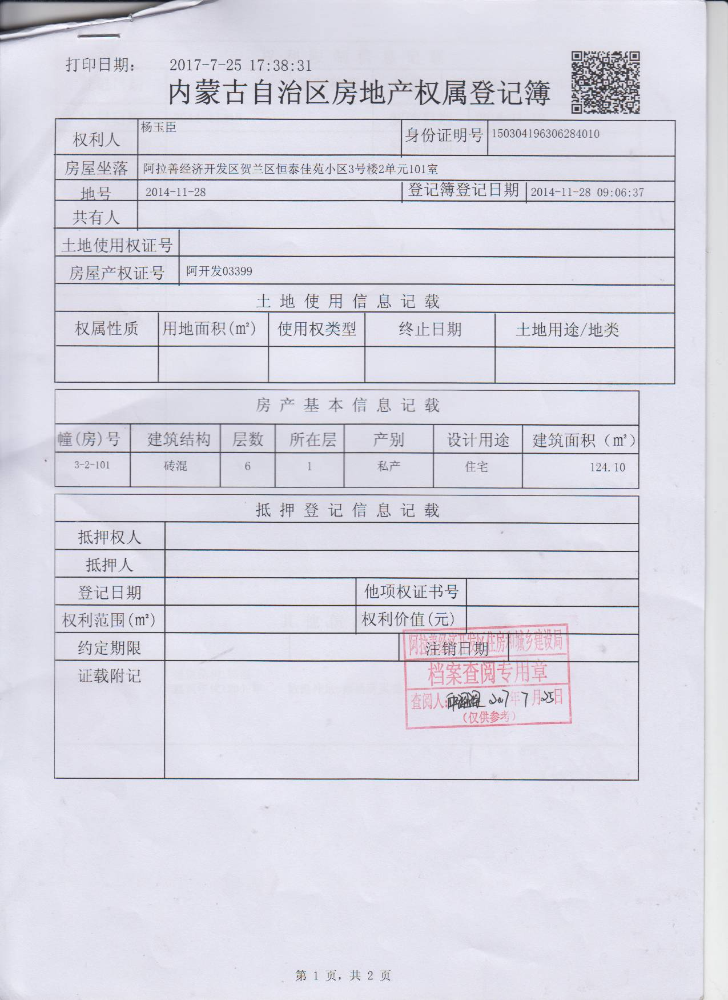 打印日期： 2017-7-25 17:38:31
内蒙古自治区房地产权属登记簿
权利人 杨玉臣 身份证明号 150304196306284010
房屋坐落 阿拉善经济开发区贺兰区恒泰佳苑小区3号楼2单元101室
地号 2014-11-28 登记簿登记日期 2014-11-28 09:06:37
共有人
土地使用权证号
房屋产权证号 阿开发03399
土地使用信息记载
权属性质 用地面积(㎡) 使用权类型 终止日期 土地用途/地类
房产基本信息记载
幢(房)号 建筑结构 层数 所在层 产别 设计用途 建筑面积（㎡）
3-2-101 砖混 6 1 私产 住宅 124.10
抵押登记信息记载
抵押权人
抵押人
登记日期 他项权证书号
权利范围(㎡) 权利价值(元)
阿拉善经济开发区住房和城乡建设局
约定期限 注销日期
档案查阅专用章
证载附记
查阅人: 2017年7月25日
（仅供参考）
第 1 页，共 2 页